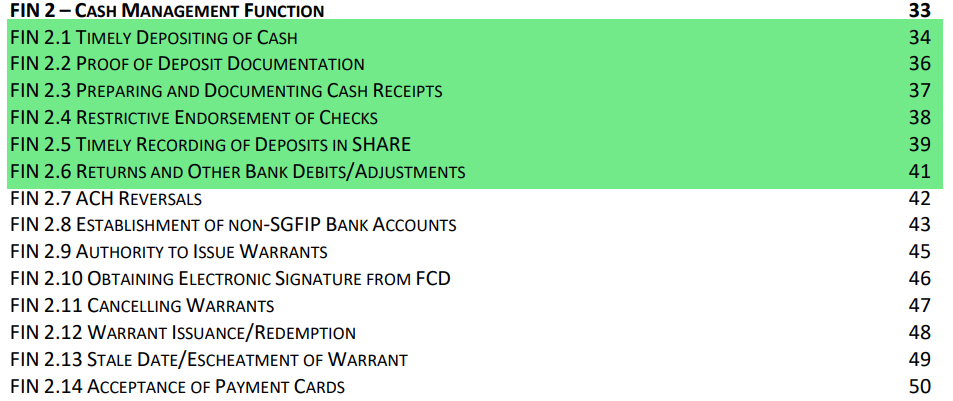 FIN 2 – CASH MANAGEMENT FUNCTION 33
FIN 2.1 TIMELY DEPOSITING OF CASH 34
FIN 2.2 PROOF OF DEPOSIT DOCUMENTATION 36
FIN 2.3 PREPARING AND DOCUMENTING CASH RECEIPTS 37
FIN 2.4 RESTRICTIVE ENDORSEMENT OF CHECKS 38
FIN 2.5 TIMELY RECORDING OF DEPOSITS IN SHARE 39
FIN 2.6 RETURNS AND OTHER BANK DEBITS/ADJUSTMENTS 41
FIN 2.7 ACH REVERSALS 42
FIN 2.8 ESTABLISHMENT OF NON-SGFIP BANK ACCOUNTS 43
FIN 2.9 AUTHORITY TO ISSUE WARRANTS 45
FIN 2.10 OBTAINING ELECTRONIC SIGNATURE FROM FCD 46
FIN 2.11 CANCELLING WARRANTS 47
FIN 2.12 WARRANT ISSUANCE/REDEMPTION 48
FIN 2.13 STALE DATE/ESCHEATMENT OF WARRANT 49
FIN 2.14 ACCEPTANCE OF PAYMENT CARDS 50